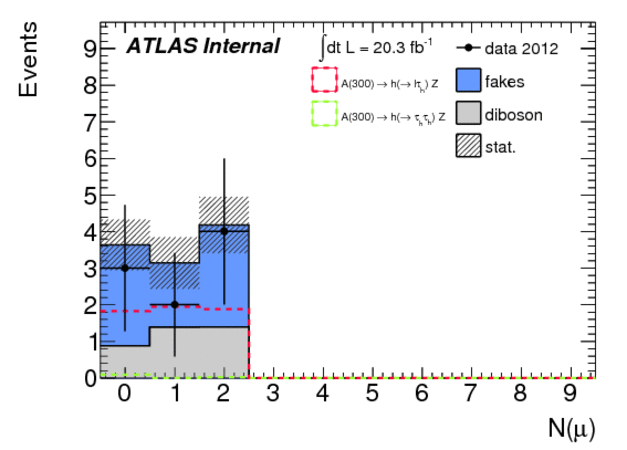 Events
9
8
7
6
5
4
3
2
1
0
ATLAS Internal
∫dt L = 20.3 fb⁻¹
A(300) → h(→ lτₕ) Z
A(300) → h(→ τₕτₕ) Z
data 2012
fakes
diboson
stat.
0 1 2 3 4 5 6 7 8 9
N(μ)